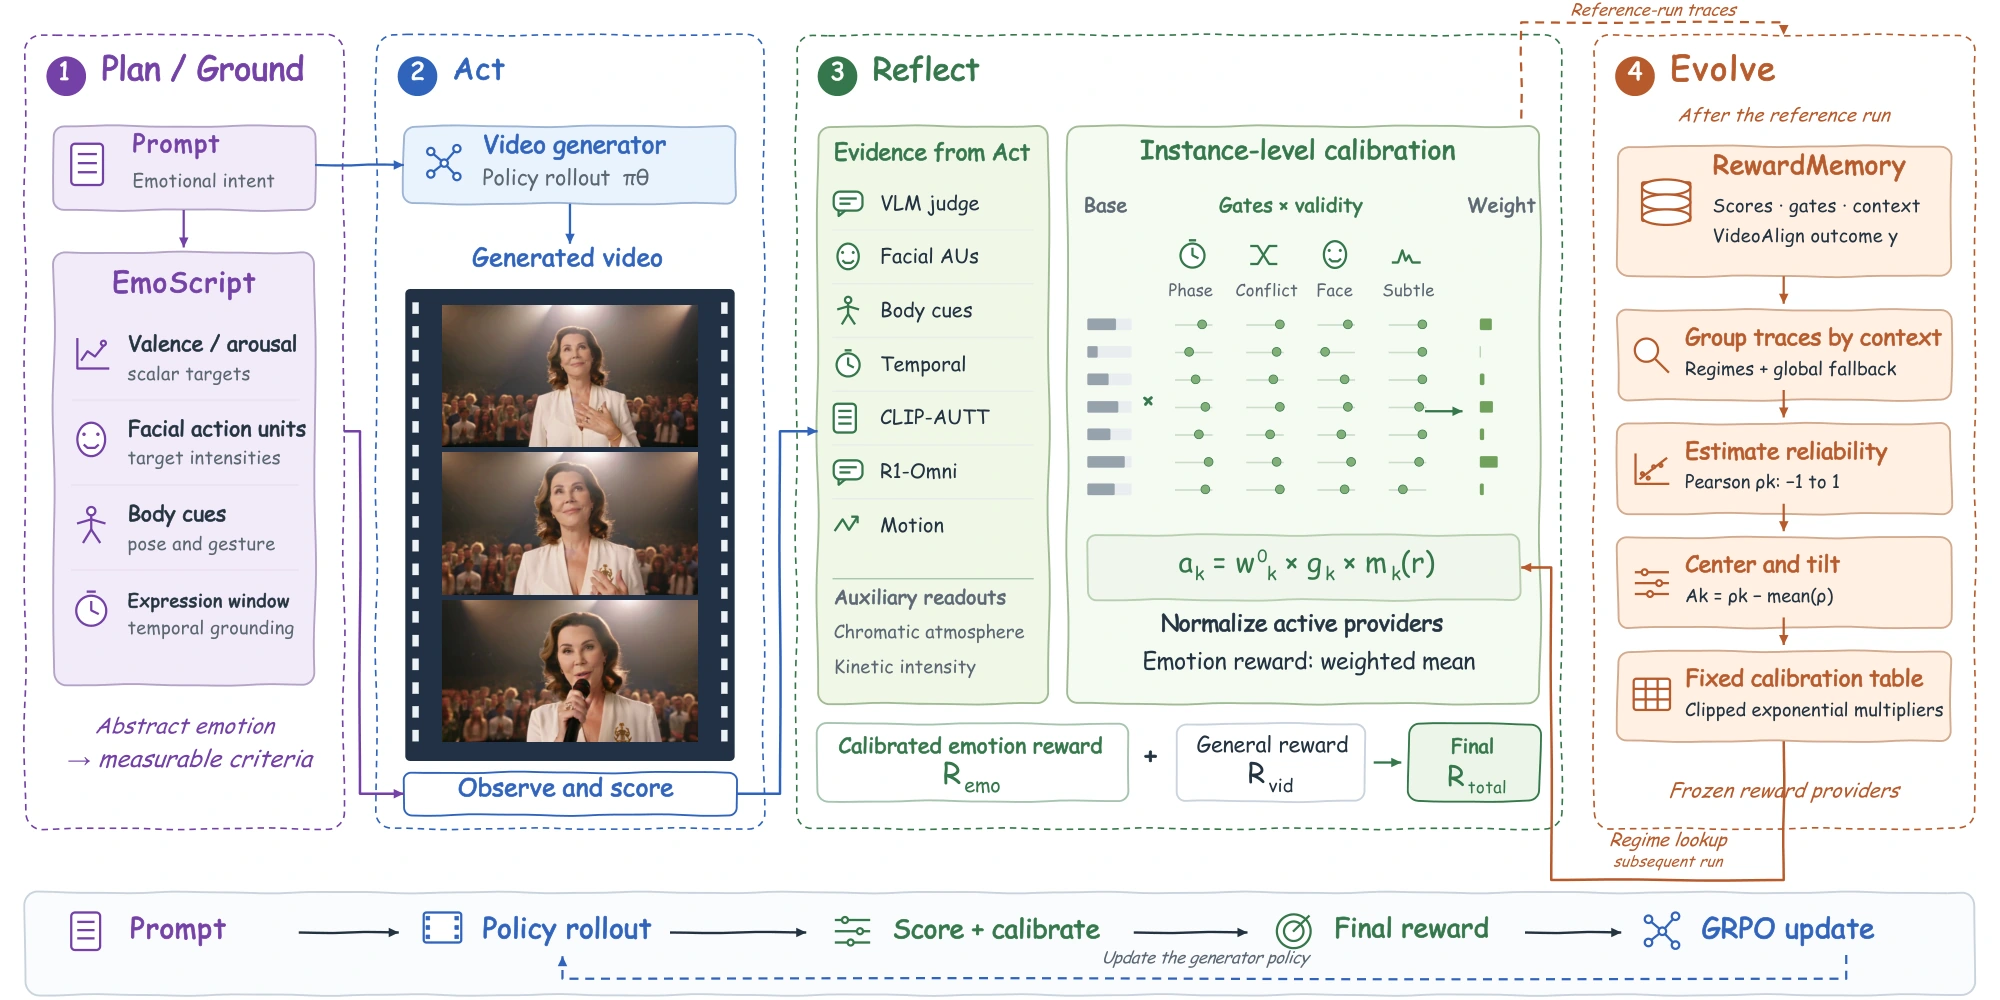 Reference-run traces
1 Plan / Ground
Prompt
Emotional intent
EmoScript
Valence / arousal
scalar targets
Facial action units
target intensities
Body cues
pose and gesture
Expression window
temporal grounding
Abstract emotion
→ measurable criteria
2 Act
Video generator
Policy rollout πθ
Generated video
Observe and score
3 Reflect
Evidence from Act
VLM judge
Facial AUs
Body cues
Temporal
CLIP-AUTT
R1-Omni
Motion
Auxiliary readouts
Chromatic atmosphere
Kinetic intensity
Instance-level calibration
Base Gates × validity Weight
Phase Conflict Face Subtle
×
a_k = w⁰_k × g_k × m_k(r)
Normalize active providers
Emotion reward: weighted mean
Calibrated emotion reward
R_emo
+
General reward
R_vid
Final
R_total
4 Evolve
After the reference run
RewardMemory
Scores · gates · context
VideoAlign outcome y
Group traces by context
Regimes + global fallback
Estimate reliability
Pearson ρk: −1 to 1
Center and tilt
Ak = ρk − mean(ρ)
Fixed calibration table
Clipped exponential multipliers
Frozen reward providers
Regime lookup
subsequent run
Prompt
Policy rollout
Score + calibrate
Final reward
GRPO update
Update the generator policy